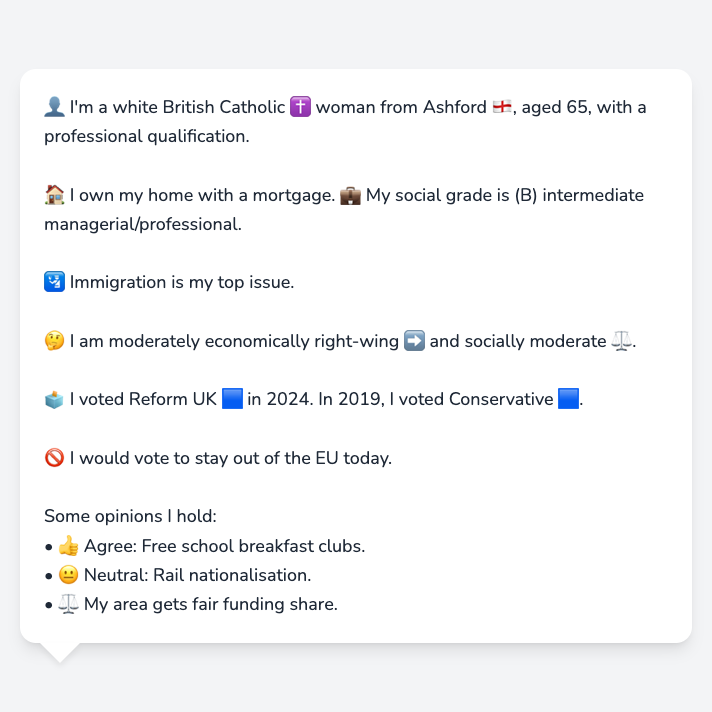 👤 I'm a white British Catholic ✝️ woman from Ashford 🏴󠁧󠁢󠁥󠁮󠁧󠁿, aged 65, with a
professional qualification.
🏠 I own my home with a mortgage. 💼 My social grade is (B) intermediate
managerial/professional.
🛂 Immigration is my top issue.
🤔 I am moderately economically right-wing ➡️ and socially moderate ⚖️.
🗳️ I voted Reform UK 🟦 in 2024. In 2019, I voted Conservative 🟦.
🚫 I would vote to stay out of the EU today.
Some opinions I hold:
• 👍 Agree: Free school breakfast clubs.
• 😐 Neutral: Rail nationalisation.
• ⚖️ My area gets fair funding share.